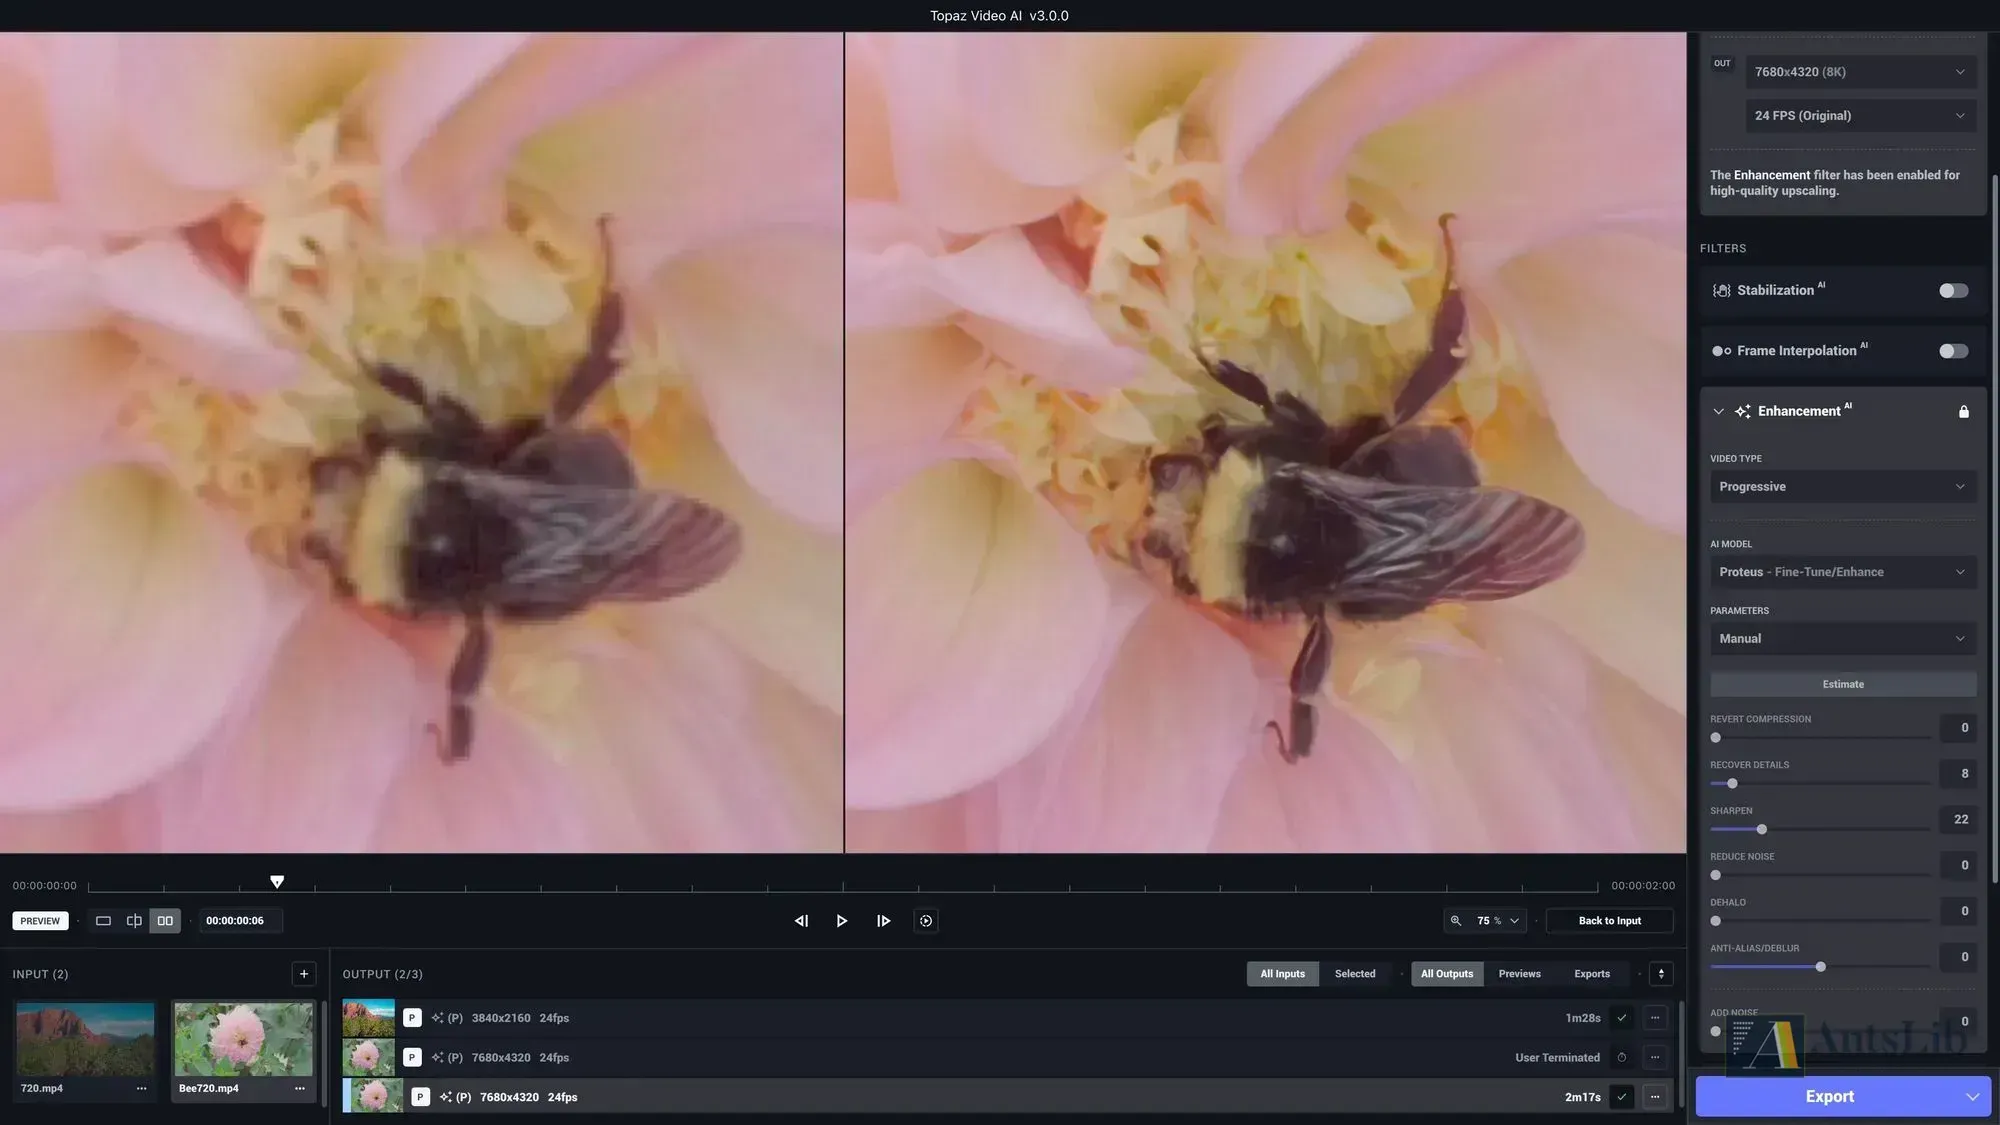 Topaz Video AI v3.0.0
OUT
7680x4320 (8K)
24 FPS (Original)
The Enhancement filter has been enabled for
high-quality upscaling.
FILTERS
Stabilization AI
Frame Interpolation AI
Enhancement AI
VIDEO TYPE
Progressive
AI MODEL
Proteus - Fine-Tune/Enhance
PARAMETERS
Manual
Estimate
REVERT COMPRESSION
0
RECOVER DETAILS
8
SHARPEN
22
REDUCE NOISE
0
DEHALO
0
ANTI-ALIAS/DEBLUR
0
ADD NOISE
0
AntsLib
Export
00:00:00:00
00:00:02:00
PREVIEW
00:00:00:06
75 %
Back to Input
INPUT (2)
+
720.mp4
Bee720.mp4
OUTPUT (2/3)
All Inputs Selected All Outputs Previews Exports
P (P) 3840x2160 24fps 1m28s
P (P) 7680x4320 24fps User Terminated
P (P) 7680x4320 24fps 2m17s